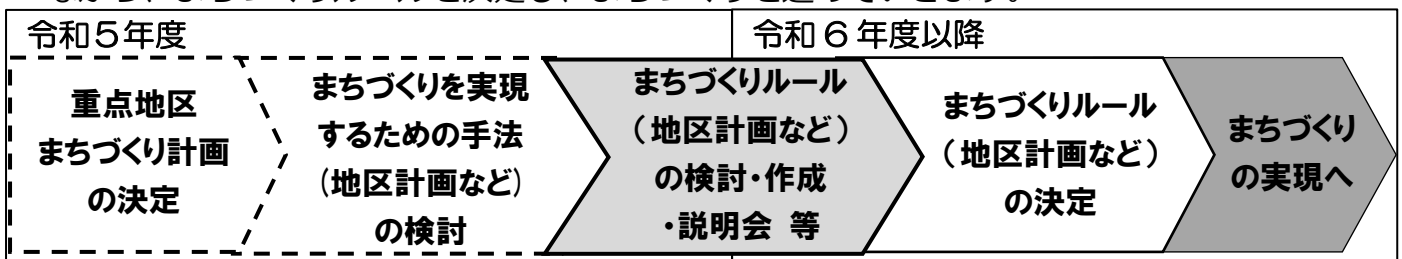 令和5年度
令和6年度以降
重点地区
まちづくり計画
の決定
まちづくりを実現
するための手法
(地区計画など)
の検討
まちづくりルール
(地区計画など)
の検討・作成
・説明会 等
まちづくりルール
(地区計画など)
の決定
まちづくり
の実現へ